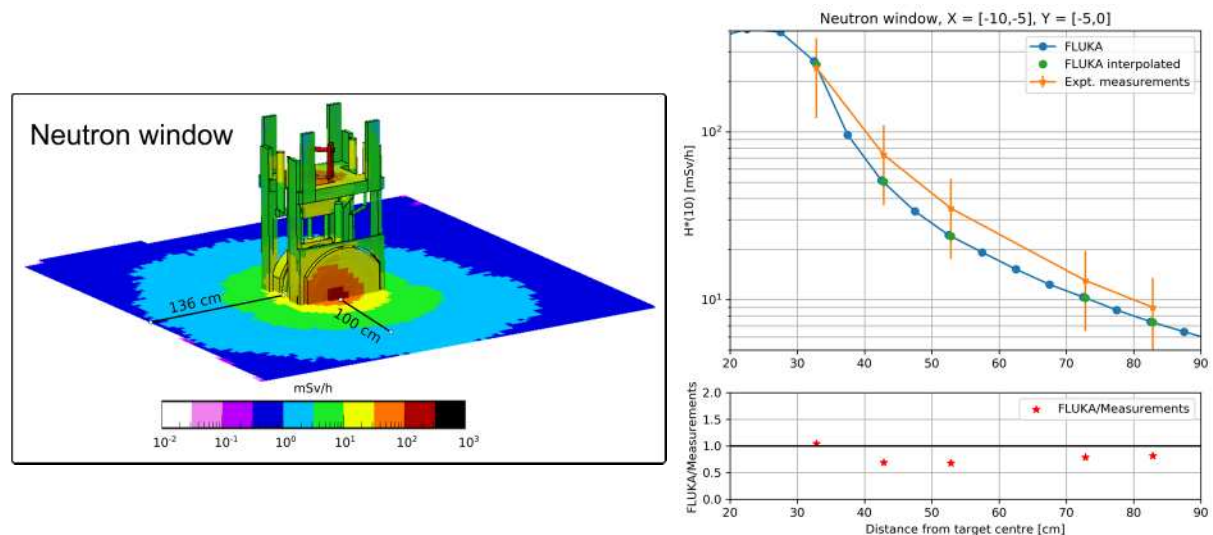 Neutron window
136 cm
100 cm
mSv/h
10⁻² 10⁻¹ 10⁰ 10¹ 10² 10³
Neutron window, X = [-10,-5], Y = [-5,0]
FLUKA
FLUKA interpolated
Expt. measurements
H*(10) [mSv/h]
10²
10¹
20 30 40 50 60 70 80 90
FLUKA/Measurements
FLUKA/Measurements
2.0
1.5
1.0
0.5
0.0
20 30 40 50 60 70 80 90
Distance from target centre [cm]